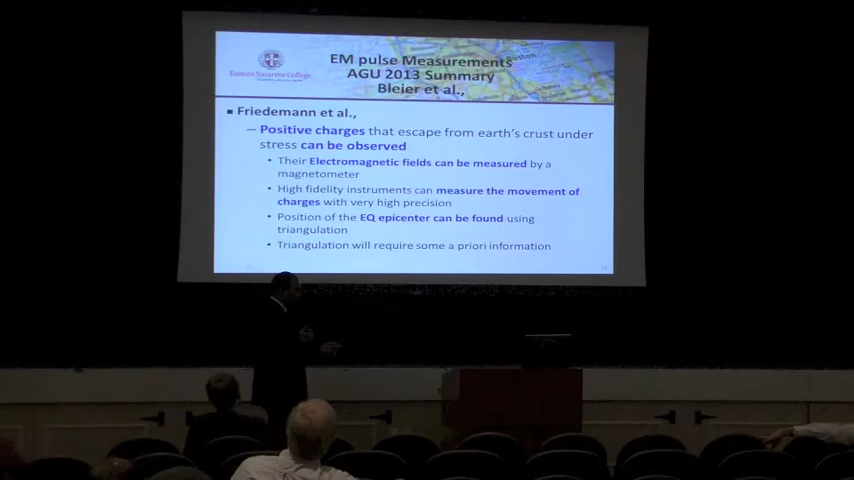 EM pulse Measurements
AGU 2013 Summary
Bleier et al.,
Eastern Nazarene College
Boston
■ Friedemann et al.,
– Positive charges that escape from earth's crust under
stress can be observed
• Their Electromagnetic fields can be measured by a
magnetometer
• High fidelity instruments can measure the movement of
charges with very high precision
• Position of the EQ epicenter can be found using
triangulation
• Triangulation will require some a priori information